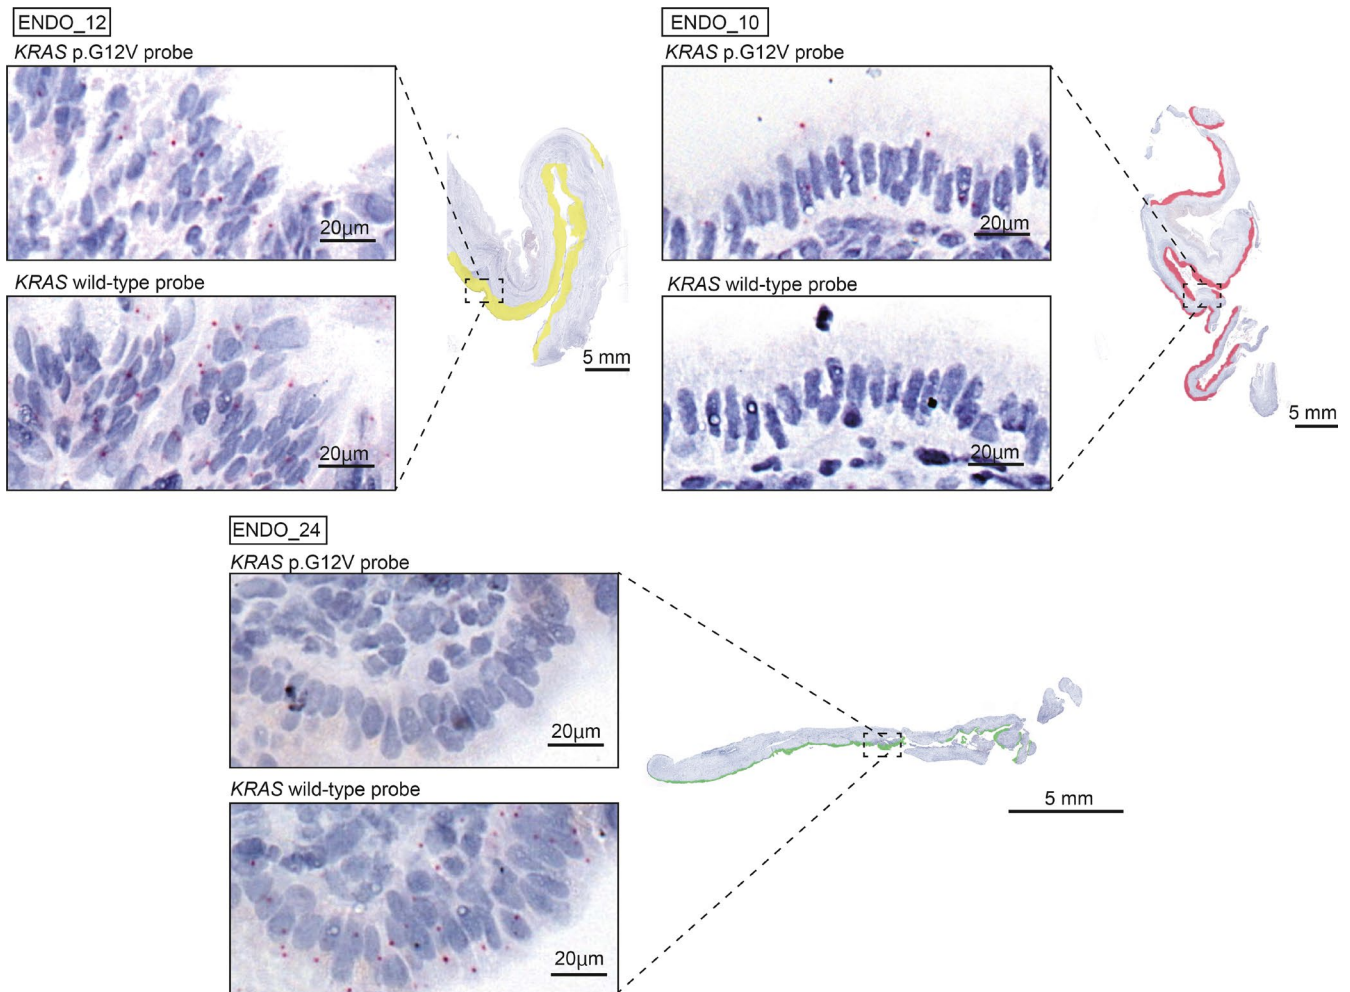 ENDO_12
KRAS p.G12V probe
20µm
KRAS wild-type probe
20µm
5 mm
ENDO_10
KRAS p.G12V probe
20µm
KRAS wild-type probe
20µm
5 mm
ENDO_24
KRAS p.G12V probe
20µm
KRAS wild-type probe
20µm
5 mm